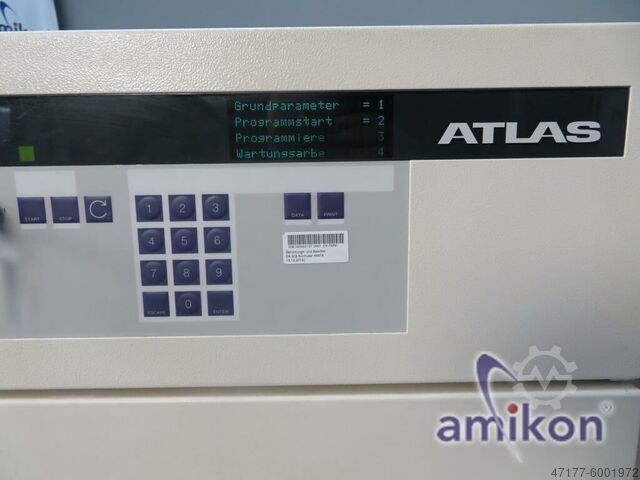 amikon
Grundparameter = 1
Programmstart = 2
Programmiere 3
Wartungsarbe 4
ATLAS
START STOP
1 2 3
DATA PRINT
4 5 6
7 8 9
ESCAPE 0 ENTER
amikon®
47177-6001972